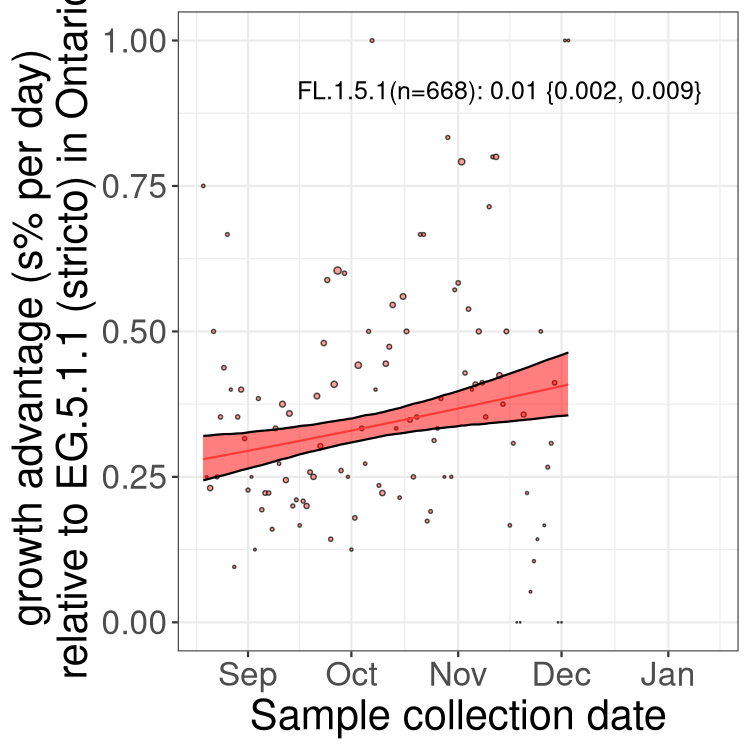 growth advantage (s% per day)
relative to EG.5.1.1 (stricto) in Ontario
1.00
0.75
0.50
0.25
0.00
FL.1.5.1(n=668): 0.01 {0.002, 0.009}
Sep Oct Nov Dec Jan
Sample collection date